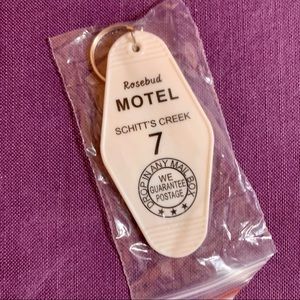 Rosebud
MOTEL
SCHITT'S CREEK
7
DROP IN ANY MAIL BOX
WE
GUARANTEE
POSTAGE